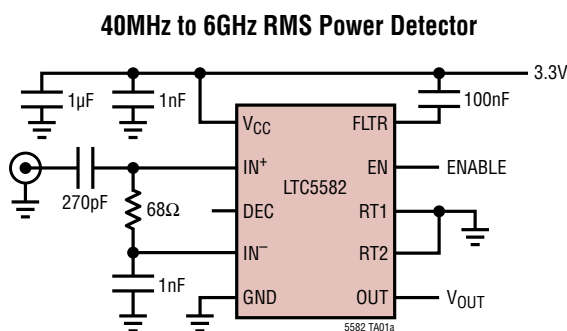 40MHz to 6GHz RMS Power Detector
3.3V
1µF
1nF
100nF
VCC
FLTR
IN+
EN
ENABLE
LTC5582
270pF
68Ω
DEC
RT1
IN−
RT2
1nF
GND
OUT
VOUT
5582 TA01a